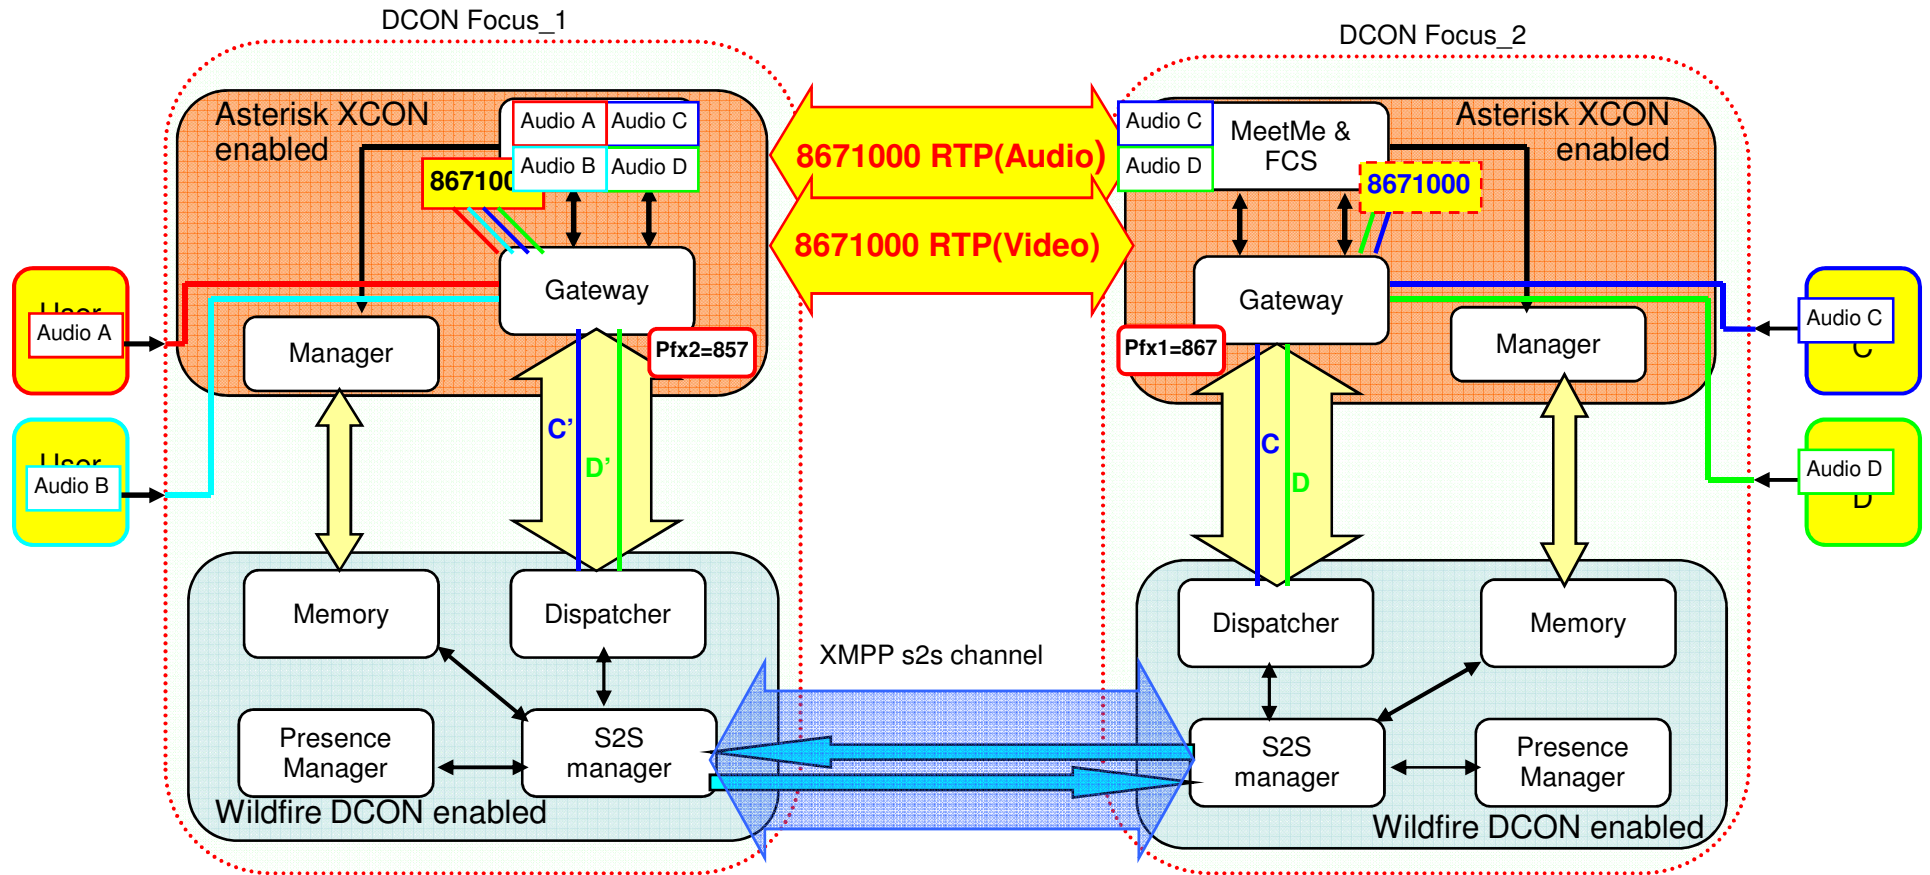 DCON Focus_1
DCON Focus_2
Asterisk XCON
enabled
Audio A
Audio C
Audio B
Audio D
867100
8671000 RTP(Audio)
8671000 RTP(Video)
Audio C
Audio D
MeetMe &
FCS
Asterisk XCON
enabled
8671000
Gateway
Gateway
User
Audio A
Manager
Pfx2=857
Pfx1=867
Manager
Audio C
C
User
Audio B
C'
D'
C
D
Audio D
D
Memory
Dispatcher
Dispatcher
Memory
XMPP s2s channel
Presence
Manager
S2S
manager
S2S
manager
Presence
Manager
Wildfire DCON enabled
Wildfire DCON enabled